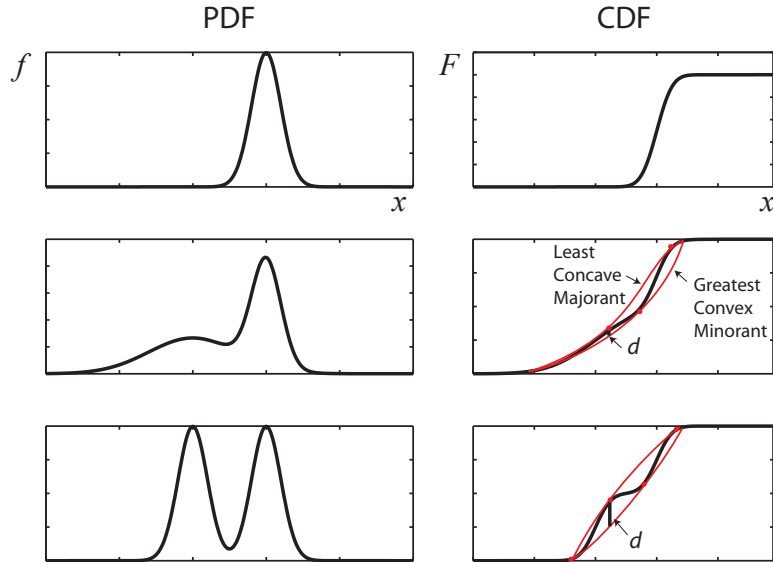 PDF
CDF
f
F
x
x
Least
Concave
Majorant
Greatest
Convex
Minorant
d
d